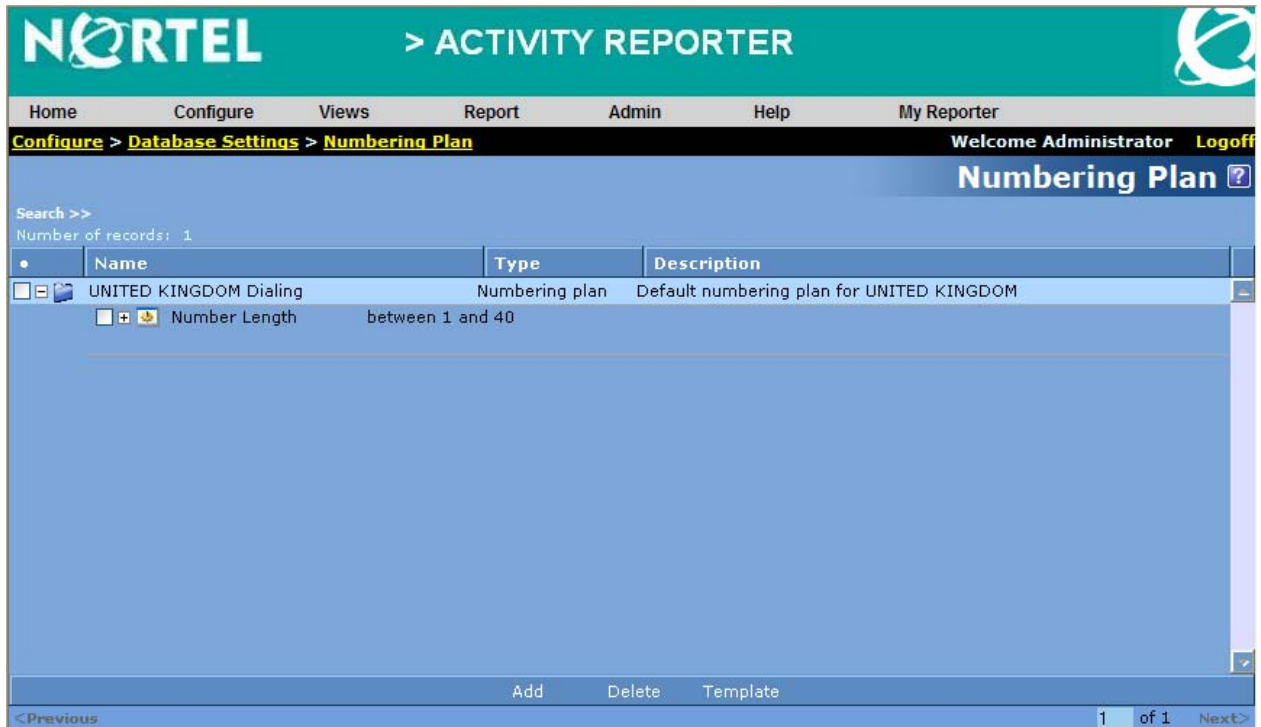 NORTEL > ACTIVITY REPORTER
Home Configure Views Report Admin Help My Reporter
Configure > Database Settings > Numbering Plan Welcome Administrator Logoff
Numbering Plan ?
Search >>
Number of records: 1
Name Type Description
UNITED KINGDOM Dialing Numbering plan Default numbering plan for UNITED KINGDOM
Number Length between 1 and 40
Add Delete Template
<Previous 1 of 1 Next>